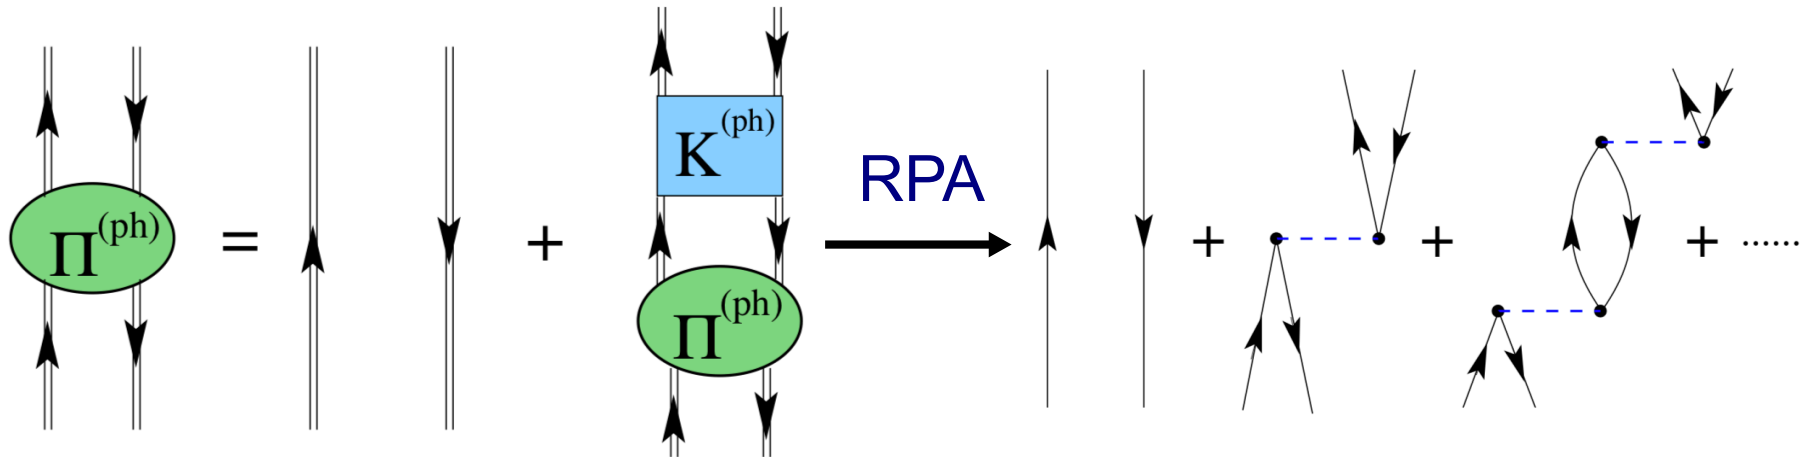 Π(ph) = + K(ph) Π(ph) RPA + + + ......